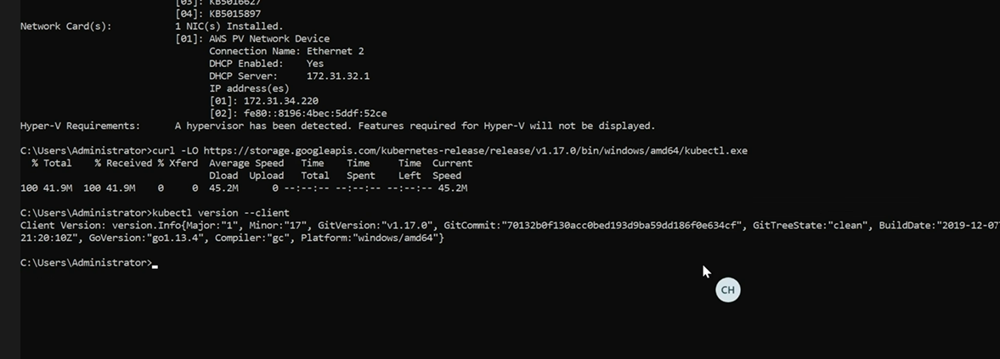 [03]: KB5016627
[04]: KB5015897
Network Card(s): 1 NIC(s) Installed.
[01]: AWS PV Network Device
Connection Name: Ethernet 2
DHCP Enabled: Yes
DHCP Server: 172.31.32.1
IP address(es)
[01]: 172.31.34.220
[02]: fe80::8196:4bec:5ddf:52ce
Hyper-V Requirements: A hypervisor has been detected. Features required for Hyper-V will not be displayed.
C:\Users\Administrator>curl -LO https://storage.googleapis.com/kubernetes-release/release/v1.17.0/bin/windows/amd64/kubectl.exe
% Total % Received % Xferd Average Speed Time Time Time Current
Dload Upload Total Spent Left Speed
100 41.9M 100 41.9M 0 0 45.2M 0 --:--:-- --:--:-- --:--:-- 45.2M
C:\Users\Administrator>kubectl version --client
Client Version: version.Info{Major:"1", Minor:"17", GitVersion:"v1.17.0", GitCommit:"70132b0f130acc0bed193d9ba59dd186f0e634cf", GitTreeState:"clean", BuildDate:"2019-12-07T
21:20:10Z", GoVersion:"go1.13.4", Compiler:"gc", Platform:"windows/amd64"}
C:\Users\Administrator>
CH